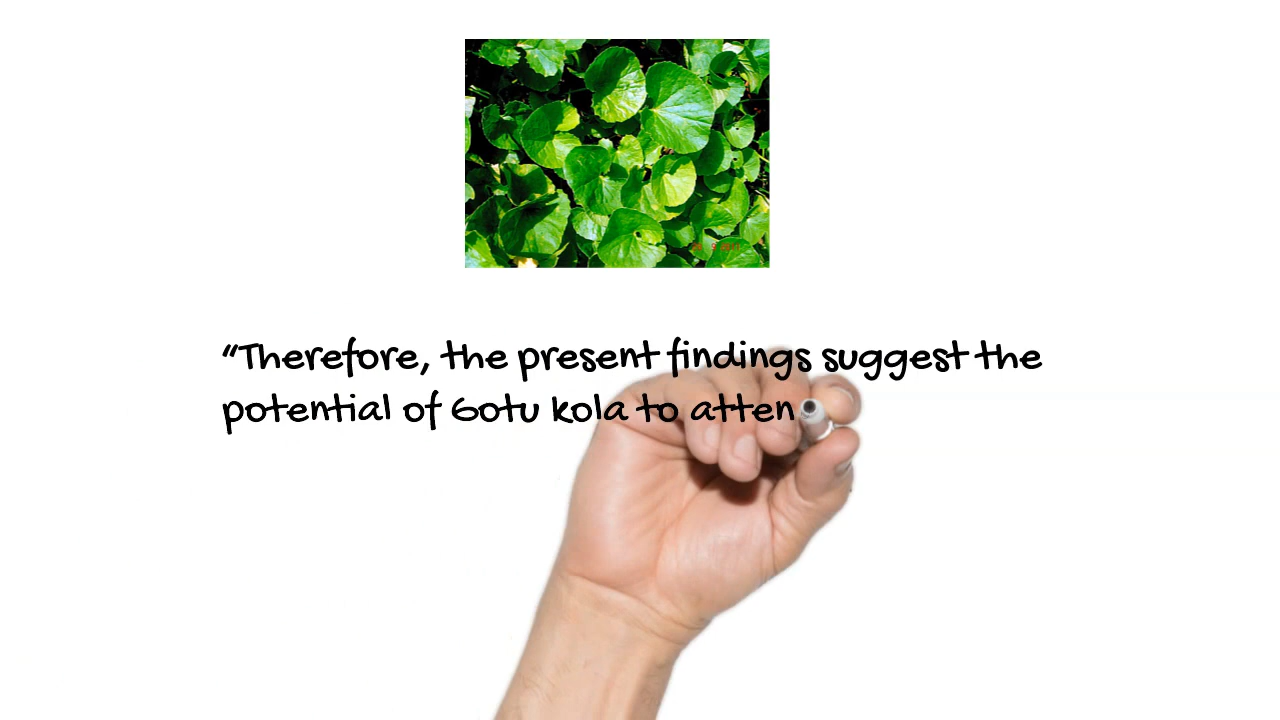 “Therefore, the present findings suggest the
potential of Gotu kola to atten